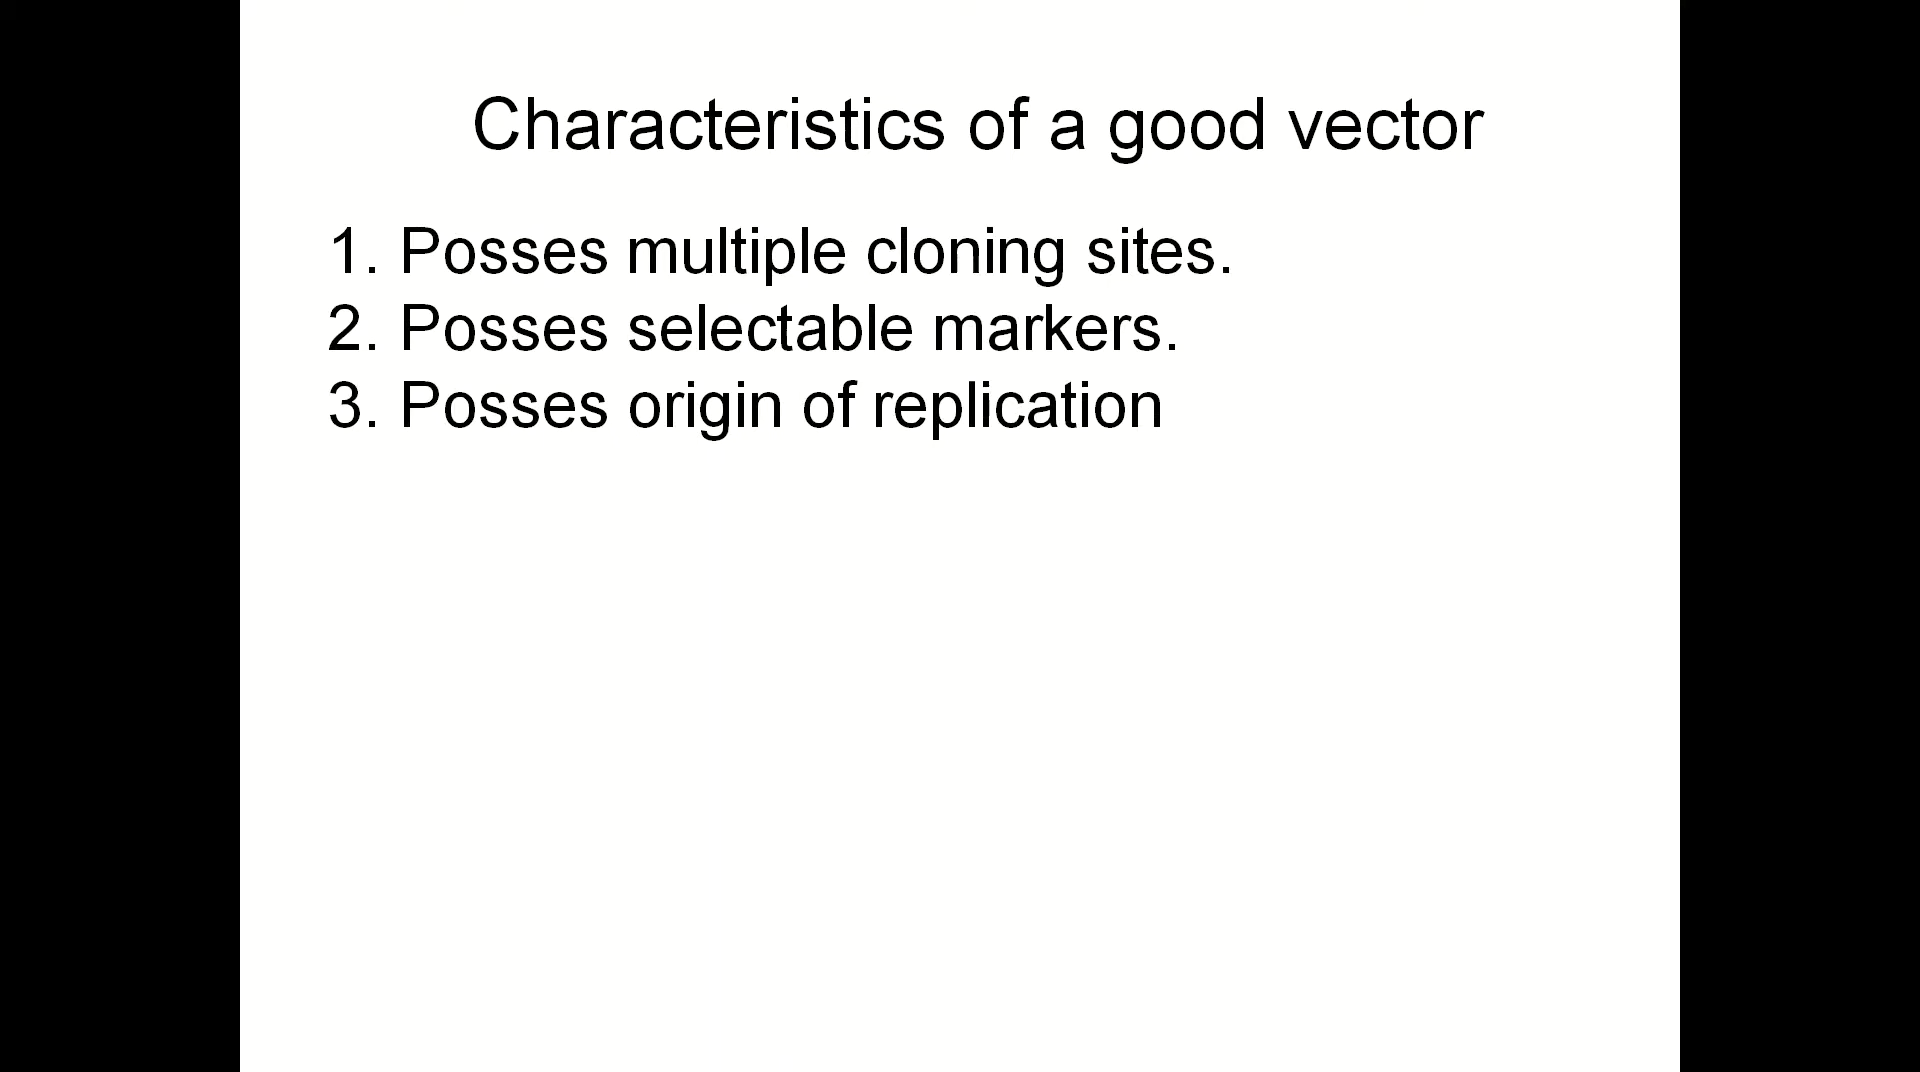 Characteristics of a good vector
1. Posses multiple cloning sites.
2. Posses selectable markers.
3. Posses origin of replication